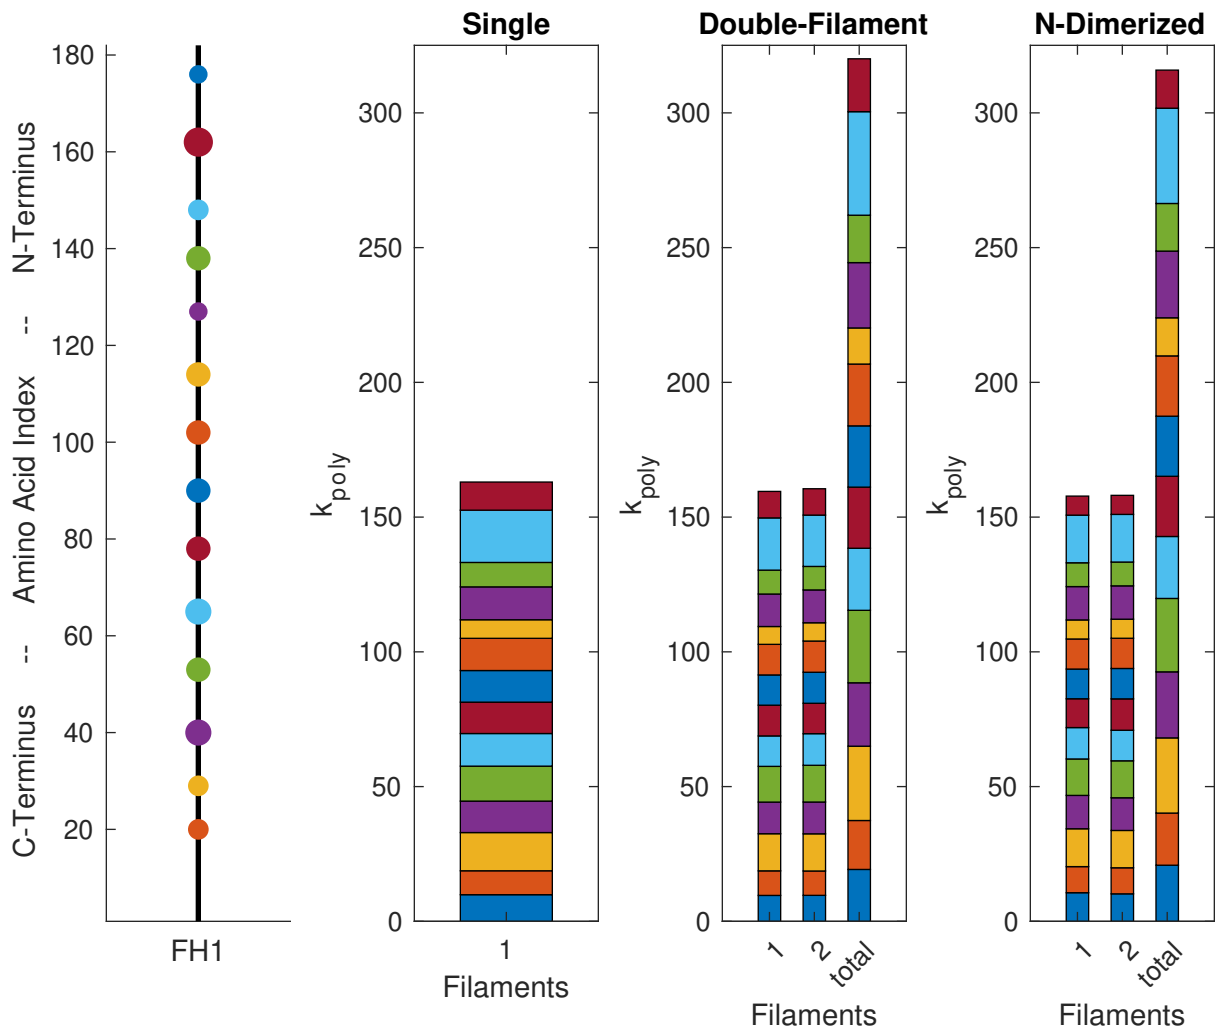 Single
Double-Filament
N-Dimerized
C-Terminus -- Amino Acid Index -- N-Terminus
180
160
140
120
100
80
60
40
20
FH1
k_poly
300
250
200
150
100
50
0
1
Filaments
k_poly
300
250
200
150
100
50
0
1 2 total
Filaments
k_poly
300
250
200
150
100
50
0
1 2 total
Filaments